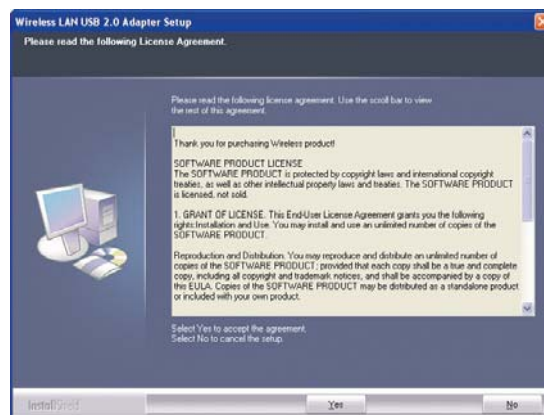 Wireless LAN USB 2.0 Adapter Setup
Please read the following License Agreement.
Please read the following license agreement. Use the scroll bar to view
the rest of this agreement.
Thank you for purchasing Wireless product!
SOFTWARE PRODUCT LICENSE
The SOFTWARE PRODUCT is protected by copyright laws and international copyright
treaties, as well as other intellectual property laws and treaties. The SOFTWARE PRODUCT
is licensed, not sold.
1. GRANT OF LICENSE. This End-User License Agreement grants you the following
rights:Installation and Use. You may install and use an unlimited number of copies of the
SOFTWARE PRODUCT.
Reproduction and Distribution. You may reproduce and distribute an unlimited number of
copies of the SOFTWARE PRODUCT; provided that each copy shall be a true and complete
copy, including all copyright and trademark notices, and shall be accompanied by a copy of
this EULA. Copies of the SOFTWARE PRODUCT may be distributed as a standalone product
or included with your own product.
Select Yes to accept the agreement.
Select No to cancel the setup.
InstallShield
Yes
No